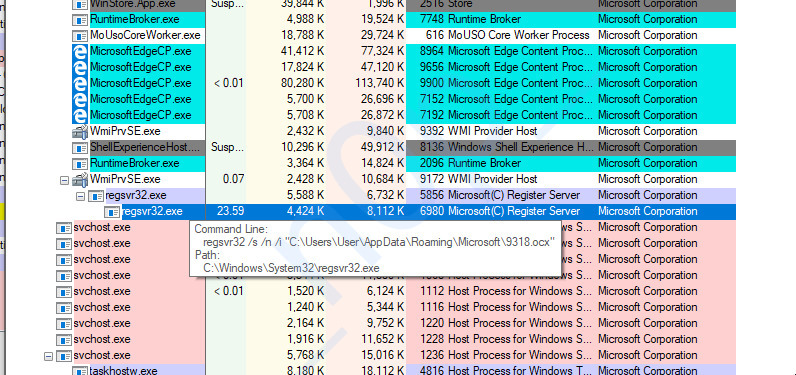 WinStore.App.exe Susp... 39,844 K 1,996 K 2516 Store Microsoft Corporation
RuntimeBroker.exe 4,988 K 19,524 K 7748 Runtime Broker Microsoft Corporation
MoUsoCoreWorker.exe 18,788 K 29,724 K 616 MoUSO Core Worker Process Microsoft Corporation
MicrosoftEdgeCP.exe 41,412 K 77,324 K 8964 Microsoft Edge Content Proc... Microsoft Corporation
MicrosoftEdgeCP.exe 17,824 K 47,120 K 9656 Microsoft Edge Content Proc... Microsoft Corporation
MicrosoftEdgeCP.exe < 0.01 80,280 K 113,740 K 9900 Microsoft Edge Content Proc... Microsoft Corporation
MicrosoftEdgeCP.exe 5,700 K 26,696 K 7152 Microsoft Edge Content Proc... Microsoft Corporation
MicrosoftEdgeCP.exe 5,708 K 26,872 K 7192 Microsoft Edge Content Proc... Microsoft Corporation
WmiPrvSE.exe 2,432 K 9,840 K 9392 WMI Provider Host Microsoft Corporation
ShellExperienceHost.... Susp... 10,296 K 49,912 K 8136 Windows Shell Experience H... Microsoft Corporation
RuntimeBroker.exe 3,364 K 14,824 K 2096 Runtime Broker Microsoft Corporation
WmiPrvSE.exe 0.07 2,428 K 10,684 K 9172 WMI Provider Host Microsoft Corporation
regsvr32.exe 5,588 K 6,732 K 5856 Microsoft(C) Register Server Microsoft Corporation
regsvr32.exe 23.59 4,424 K 8,112 K 6980 Microsoft(C) Register Server Microsoft Corporation
svchost.exe Microsoft Corporation
Command Line:
svchost.exe Microsoft Corporation
regsvr32 /s /n /i "C:\Users\User\AppData\Roaming\Microsoft\9318.ocx"
Path:
svchost.exe Microsoft Corporation
C:\Windows\System32\regsvr32.exe
svchost.exe Microsoft Corporation
svchost.exe < 0.01 1,520 K 6,124 K 1112 Host Process for Windows S... Microsoft Corporation
svchost.exe 1,240 K 5,344 K 1116 Host Process for Windows S... Microsoft Corporation
svchost.exe 2,164 K 9,752 K 1220 Host Process for Windows S... Microsoft Corporation
svchost.exe 1,916 K 11,652 K 1228 Host Process for Windows S... Microsoft Corporation
svchost.exe 5,768 K 15,016 K 1236 Host Process for Windows S... Microsoft Corporation
taskhostw.exe 8,180 K 18,112 K 4816 Host Process for Windows T... Microsoft Corporation